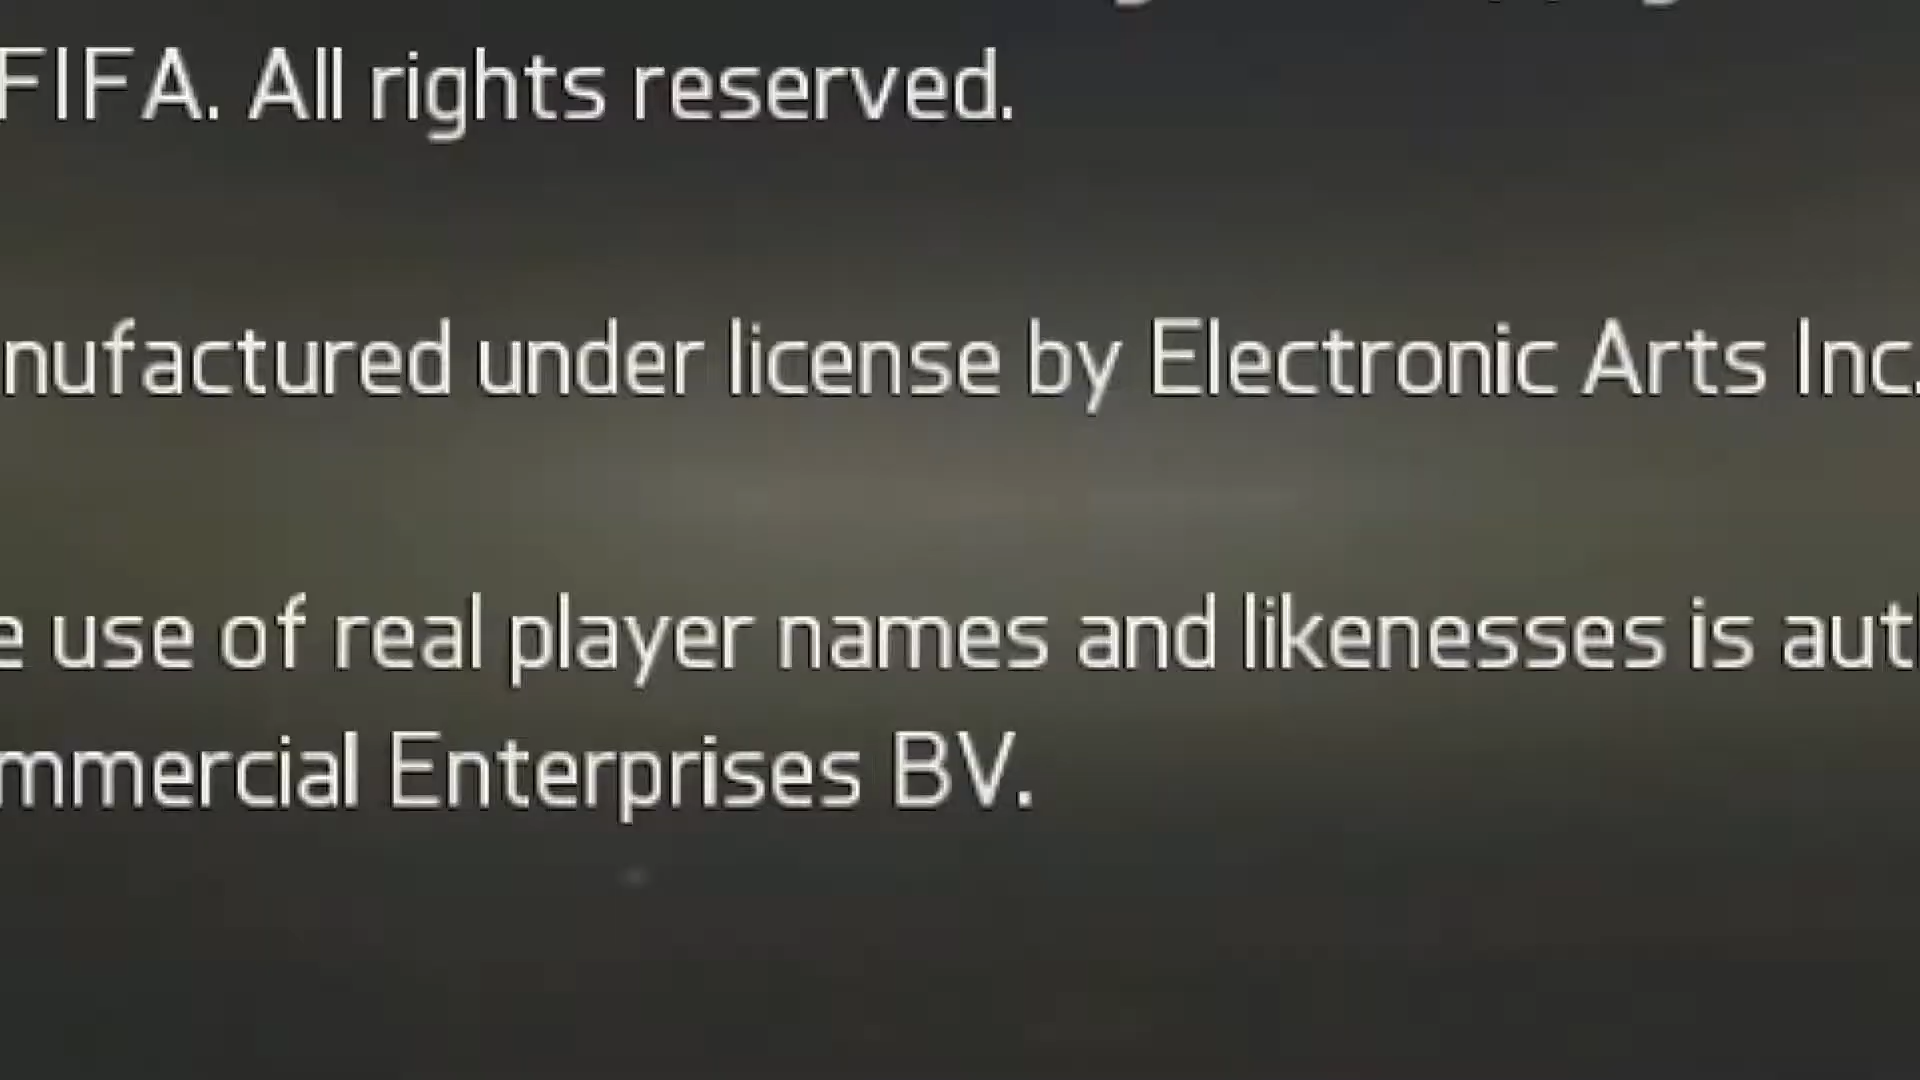 FIFA. All rights reserved.
nufactured under license by Electronic Arts Inc.
e use of real player names and likenesses is aut
mmercial Enterprises BV.